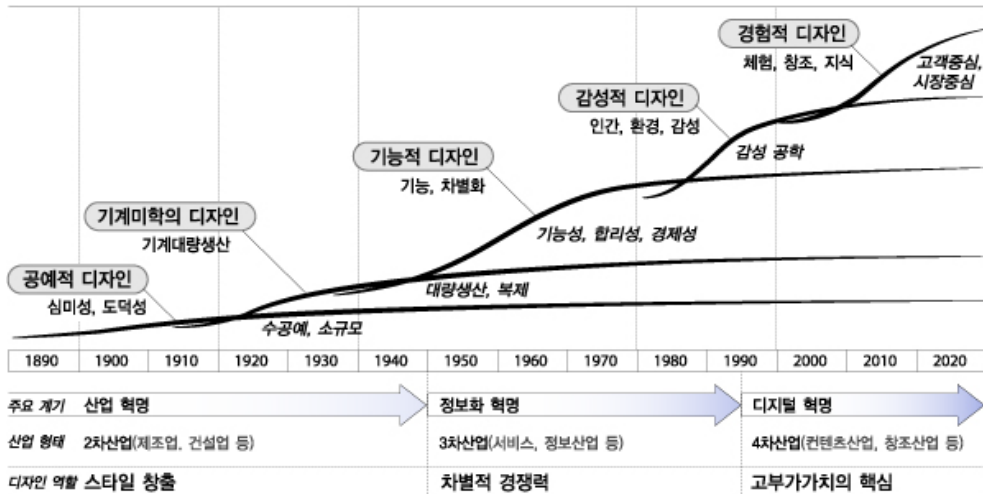 경험적 디자인
체험, 창조, 지식
고객중심,
시장중심
감성적 디자인
인간, 환경, 감성
감성 공학
기능적 디자인
기능, 차별화
기능성, 합리성, 경제성
기계미학의 디자인
기계대량생산
대량생산, 복제
공예적 디자인
심미성, 도덕성
수공예, 소규모
1890 1900 1910 1920 1930 1940 1950 1960 1970 1980 1990 2000 2010 2020
주요 계기 산업 혁명 정보화 혁명 디지털 혁명
산업 형태 2차산업(제조업, 건설업 등) 3차산업(서비스, 정보산업 등) 4차산업(컨텐츠산업, 창조산업 등)
디자인 역할 스타일 창출 차별적 경쟁력 고부가가치의 핵심